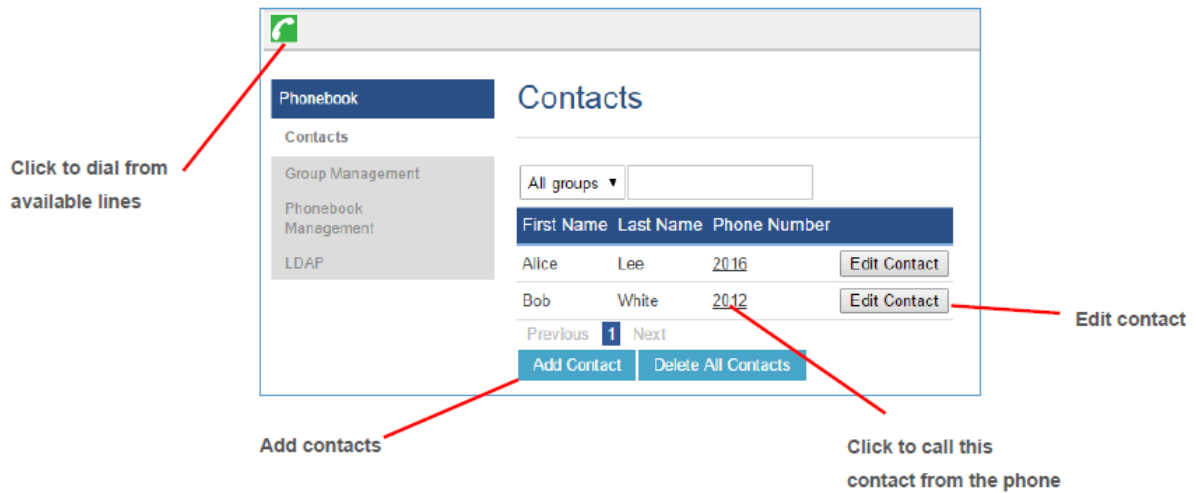 Phonebook
Contacts
Group Management
Phonebook
Management
LDAP
Contacts
All groups
First Name Last Name Phone Number
Alice Lee 2016 Edit Contact
Bob White 2012 Edit Contact
Previous 1 Next
Add Contact Delete All Contacts
Click to dial from
available lines
Edit contact
Add contacts
Click to call this
contact from the phone